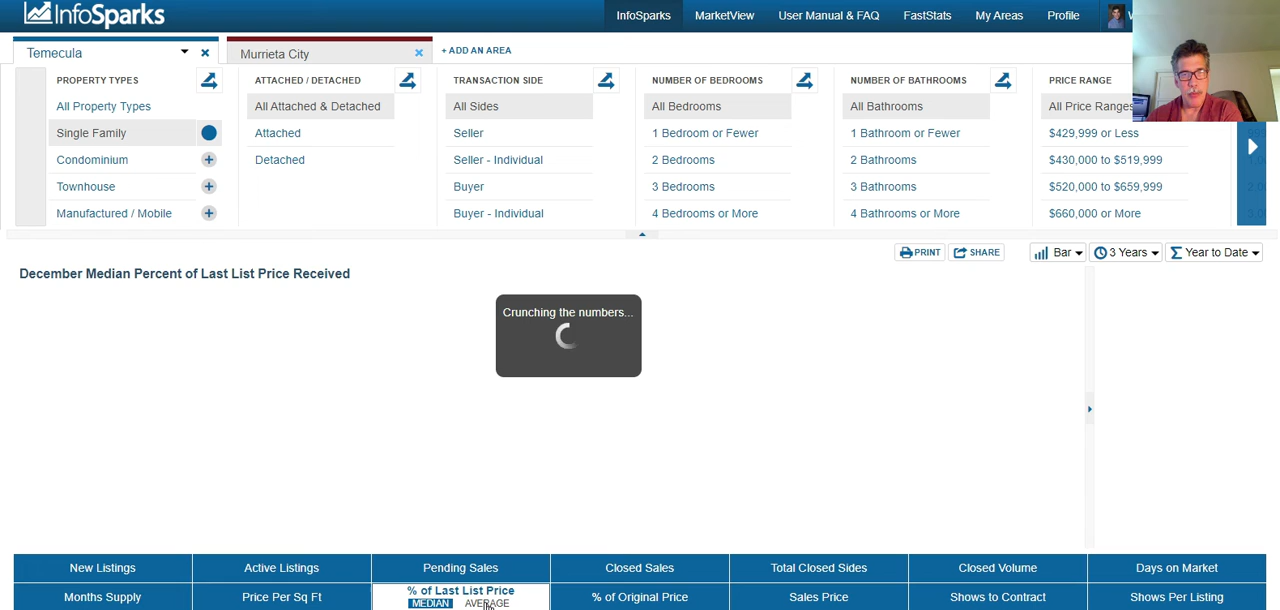 InfoSparks
InfoSparks MarketView User Manual & FAQ FastStats My Areas Profile
Temecula
Murrieta City
+ ADD AN AREA
PROPERTY TYPES
All Property Types
Single Family
Condominium
Townhouse
Manufactured / Mobile
ATTACHED / DETACHED
All Attached & Detached
Attached
Detached
TRANSACTION SIDE
All Sides
Seller
Seller - Individual
Buyer
Buyer - Individual
NUMBER OF BEDROOMS
All Bedrooms
1 Bedroom or Fewer
2 Bedrooms
3 Bedrooms
4 Bedrooms or More
NUMBER OF BATHROOMS
All Bathrooms
1 Bathroom or Fewer
2 Bathrooms
3 Bathrooms
4 Bathrooms or More
PRICE RANGE
All Price Ranges
$429,999 or Less
$430,000 to $519,999
$520,000 to $659,999
$660,000 or More
PRINT SHARE Bar 3 Years Year to Date
December Median Percent of Last List Price Received
Crunching the numbers...
New Listings Active Listings Pending Sales Closed Sales Total Closed Sides Closed Volume Days on Market
Months Supply Price Per Sq Ft % of Last List Price % of Original Price Sales Price Shows to Contract Shows Per Listing
MEDIAN AVERAGE